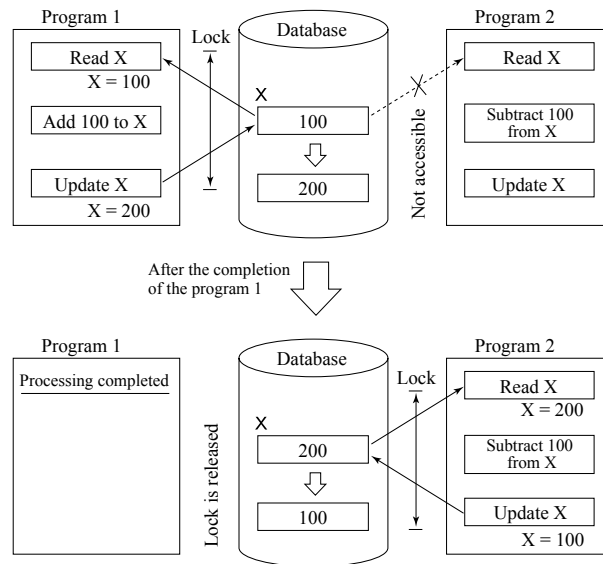 Program 1
Database
Program 2
Lock
Read X
X = 100
Add 100 to X
Update X
X = 200
X
100
200
Not accessible
Read X
Subtract 100
from X
Update X
After the completion
of the program 1
Program 1
Database
Program 2
Processing completed
Lock is released
X
200
100
Lock
Read X
X = 200
Subtract 100
from X
Update X
X = 100